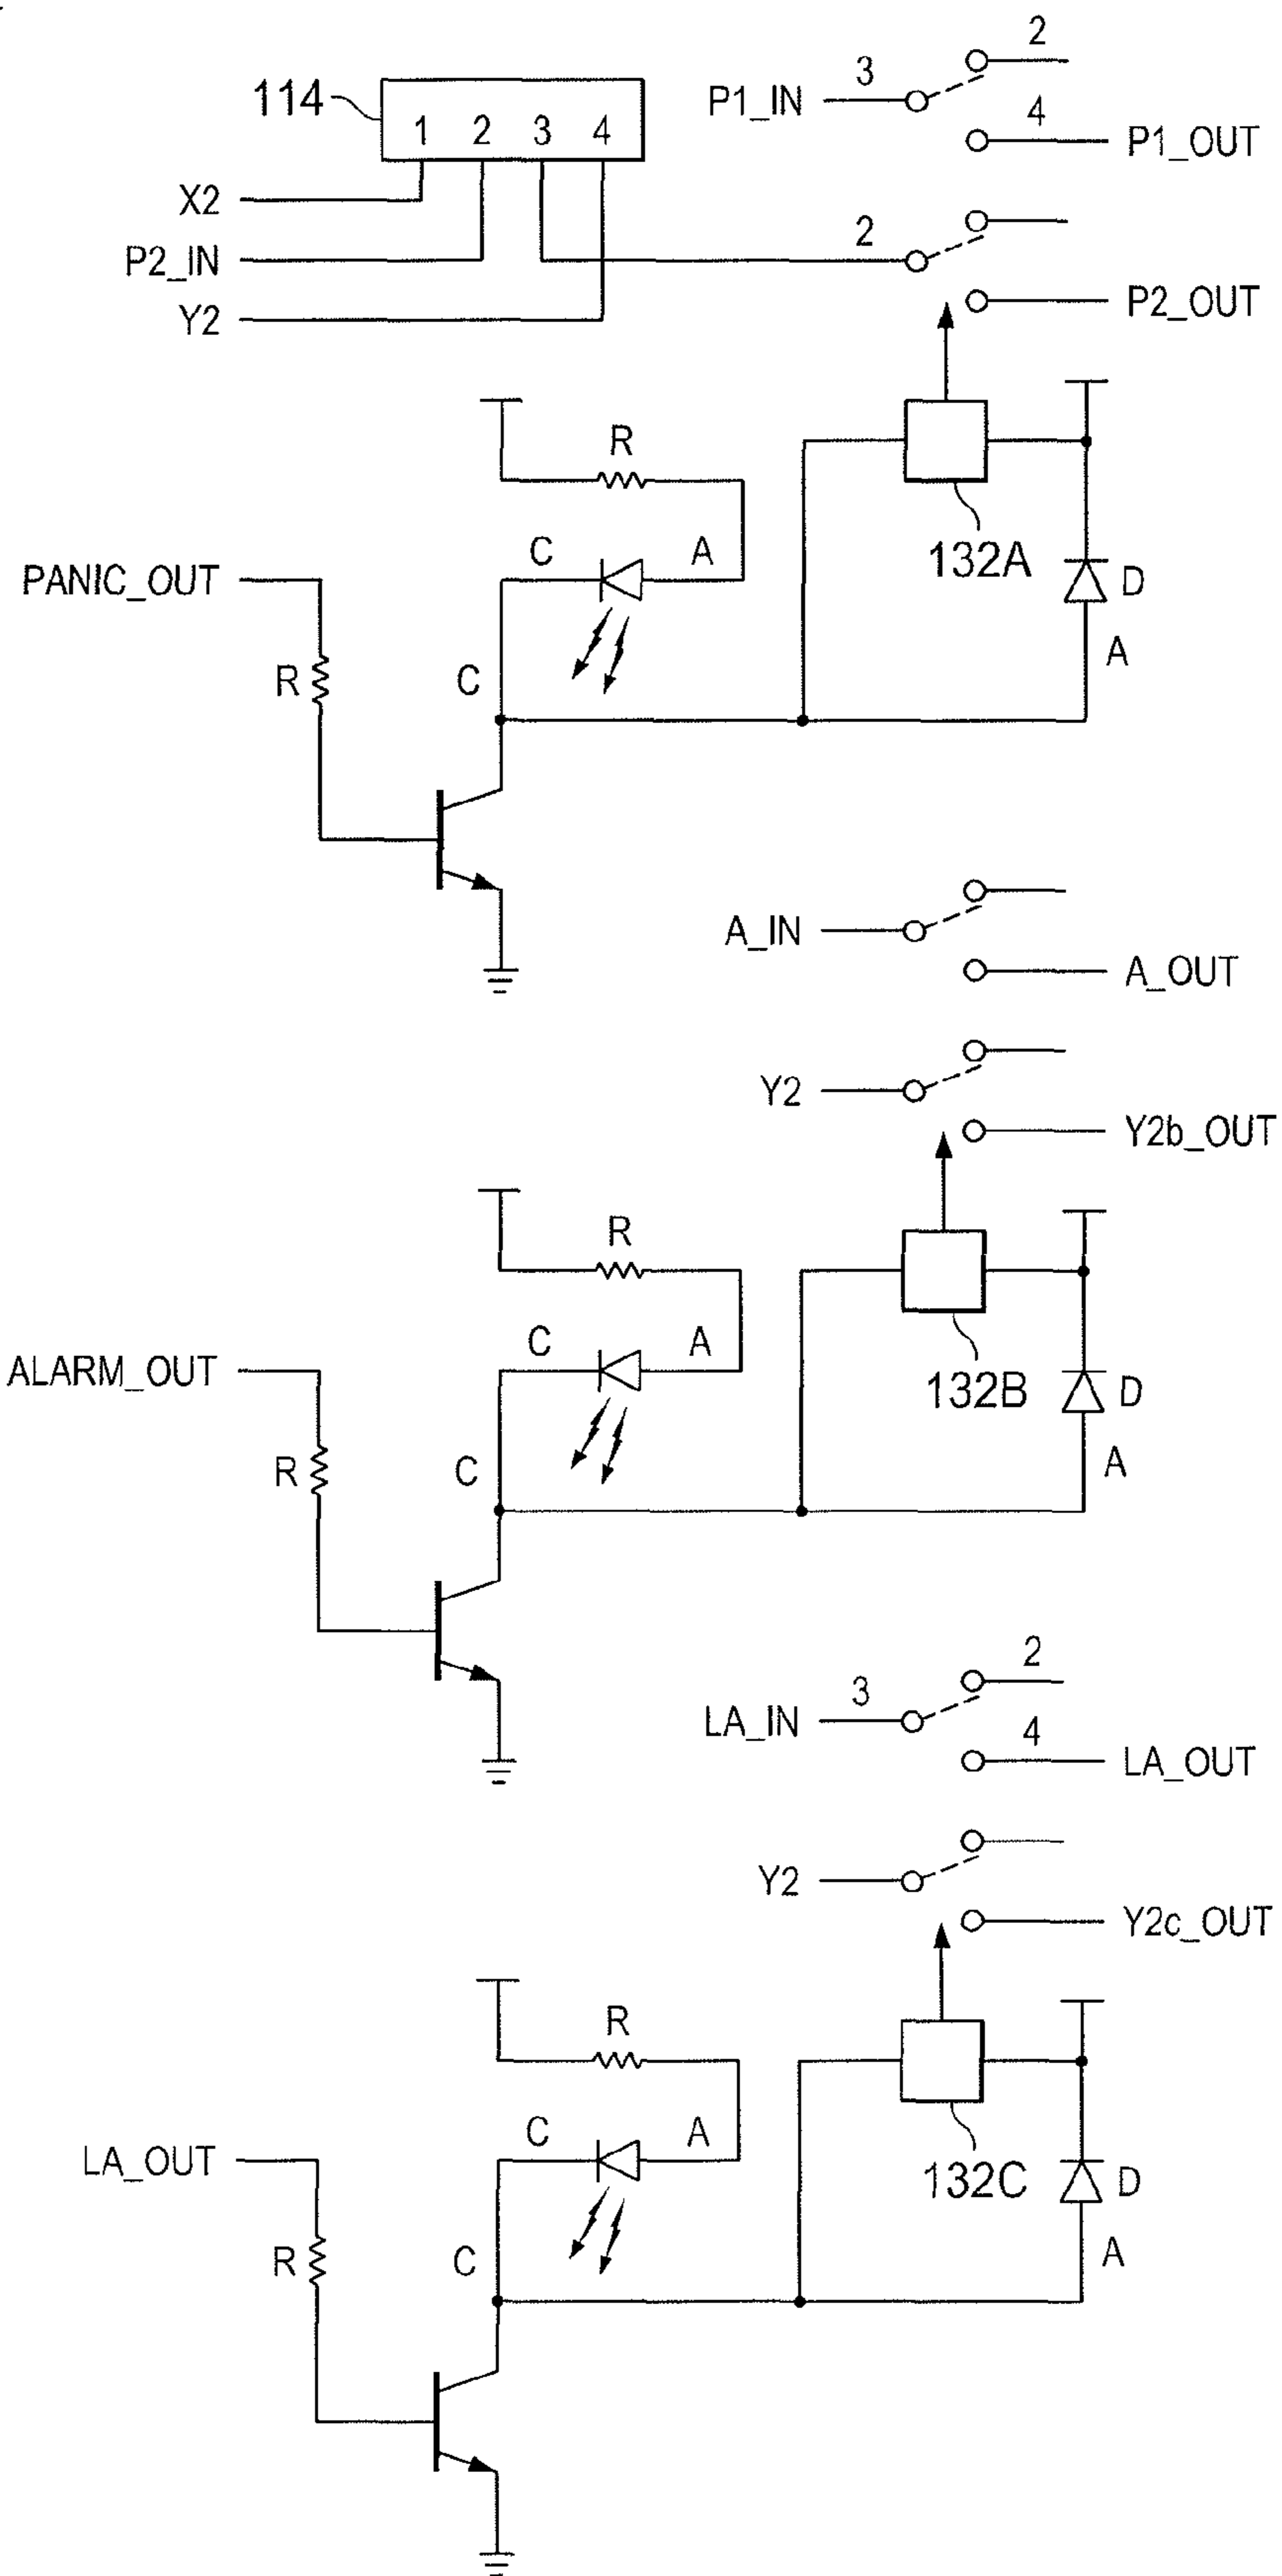 2
3
P1_IN
4
P1_OUT
114
1 2 3 4
X2
P2_IN
Y2
2
P2_OUT
R
132A
C A
D
PANIC_OUT
A
R
C
A_IN
A_OUT
Y2
Y2b_OUT
R
132B
C A
D
ALARM_OUT
A
R
C
2
3
LA_IN
4
LA_OUT
Y2
Y2c_OUT
R
132C
C A
D
LA_OUT
A
R
C